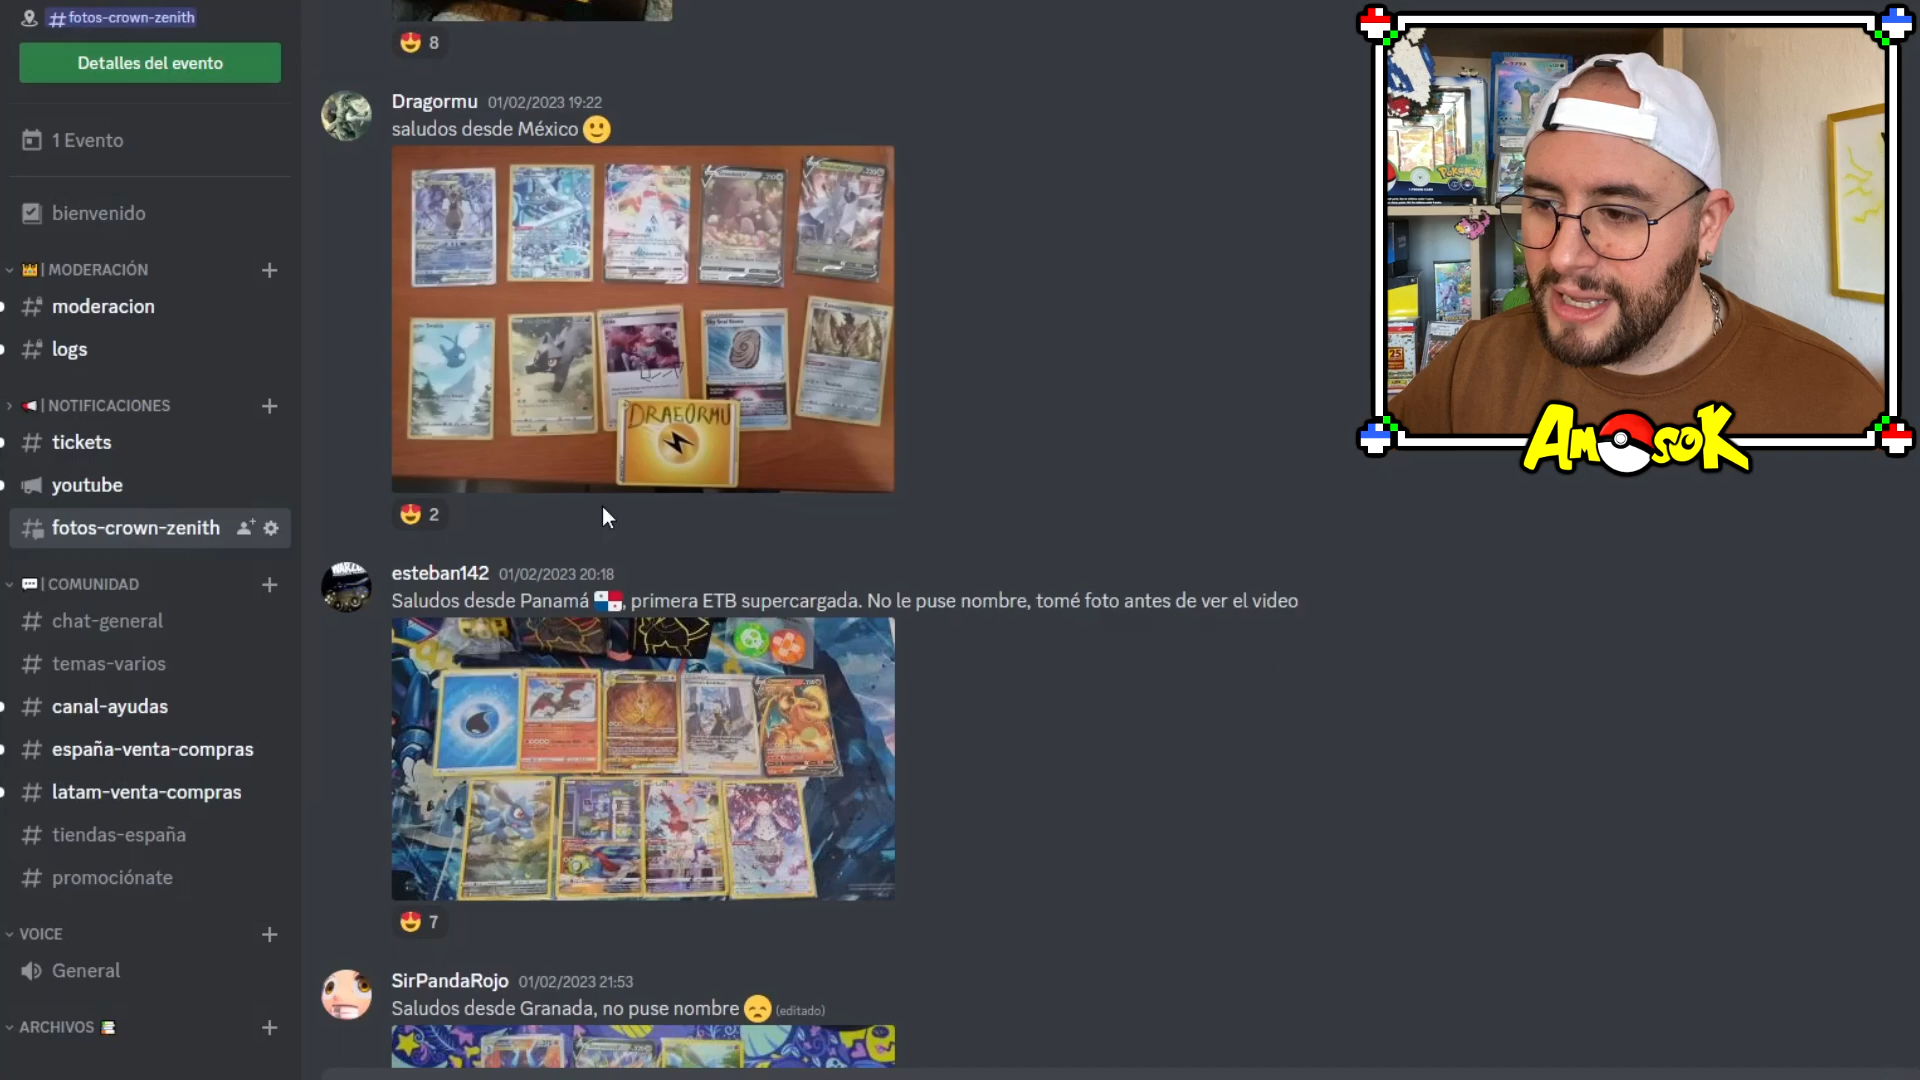 fotos-crown-zenith
Detalles del evento
1 Evento
bienvenido
| MODERACIÓN
moderacion
logs
| NOTIFICACIONES
tickets
youtube
fotos-crown-zenith
| COMUNIDAD
chat-general
temas-varios
canal-ayudas
españa-venta-compras
latam-venta-compras
tiendas-españa
promociónate
VOICE
General
ARCHIVOS
8
Dragormu 01/02/2023 19:22
saludos desde México
DRAGORMU
2
esteban142 01/02/2023 20:18
Saludos desde Panamá , primera ETB supercargada. No le puse nombre, tomé foto antes de ver el video
7
SirPandaRojo 01/02/2023 21:53
Saludos desde Granada, no puse nombre (editado)
Pokémon
GO
AMOSOK